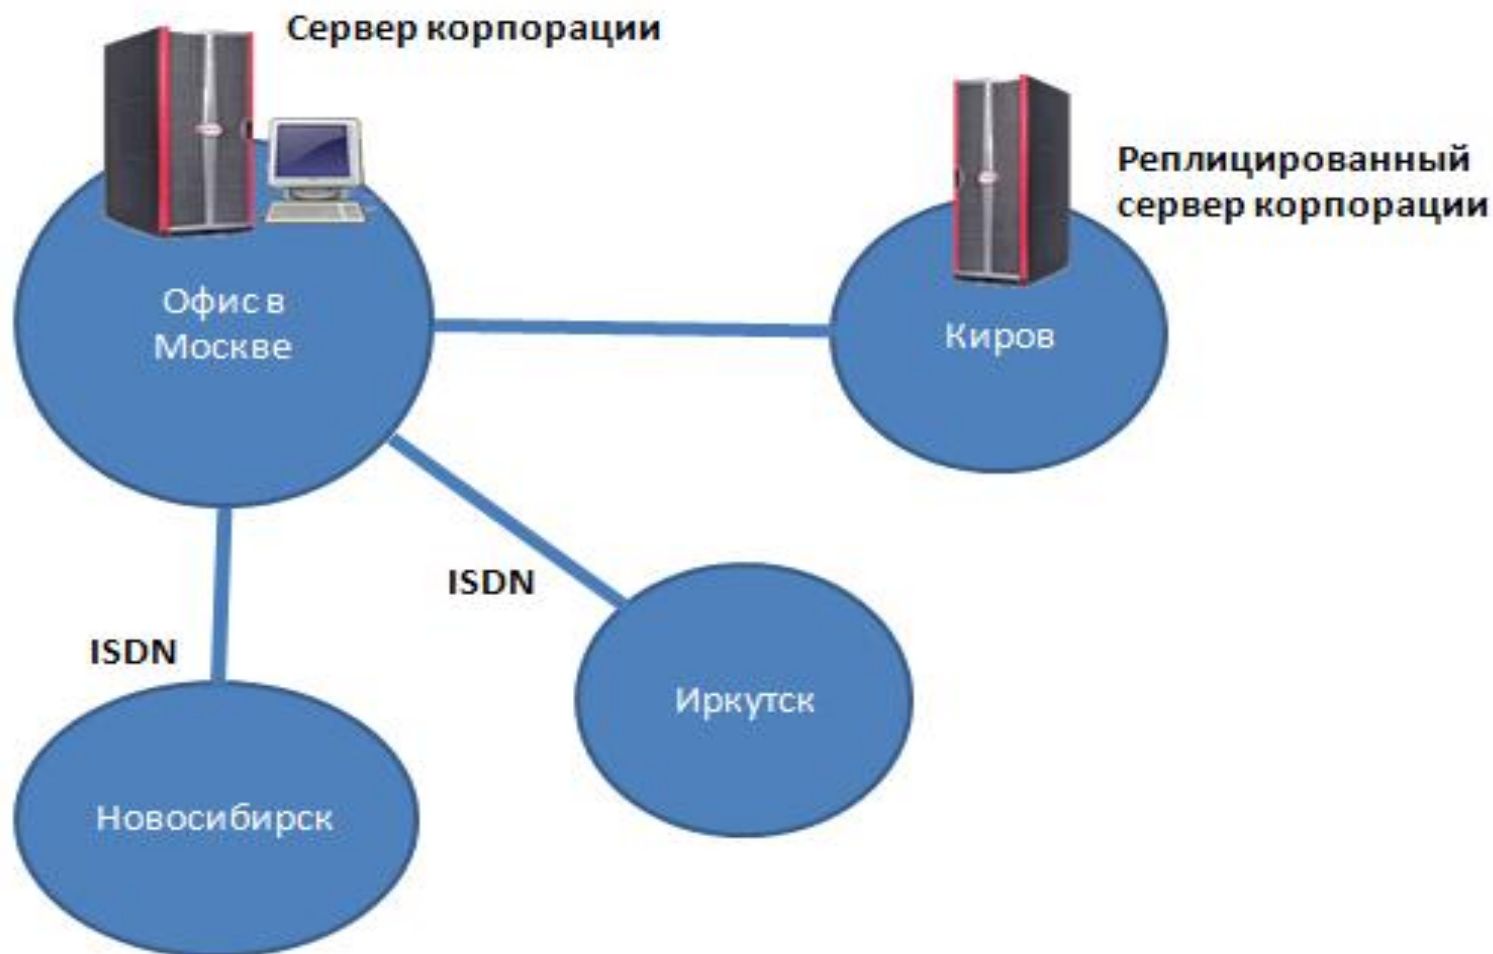 Сервер корпорации
Реплицированный
сервер корпорации
Офис в
Москве
Киров
ISDN
ISDN
Иркутск
Новосибирск